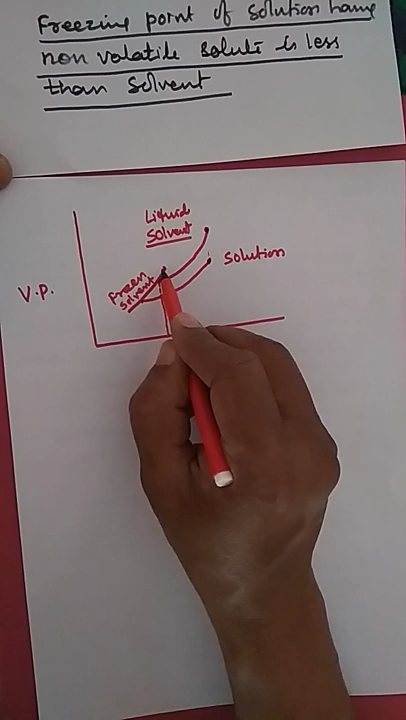 Freezing point of solution having
non volatile solute is less
than solvent
Liquid
Solvent
Solution
Frozen
Solvent
V.P.